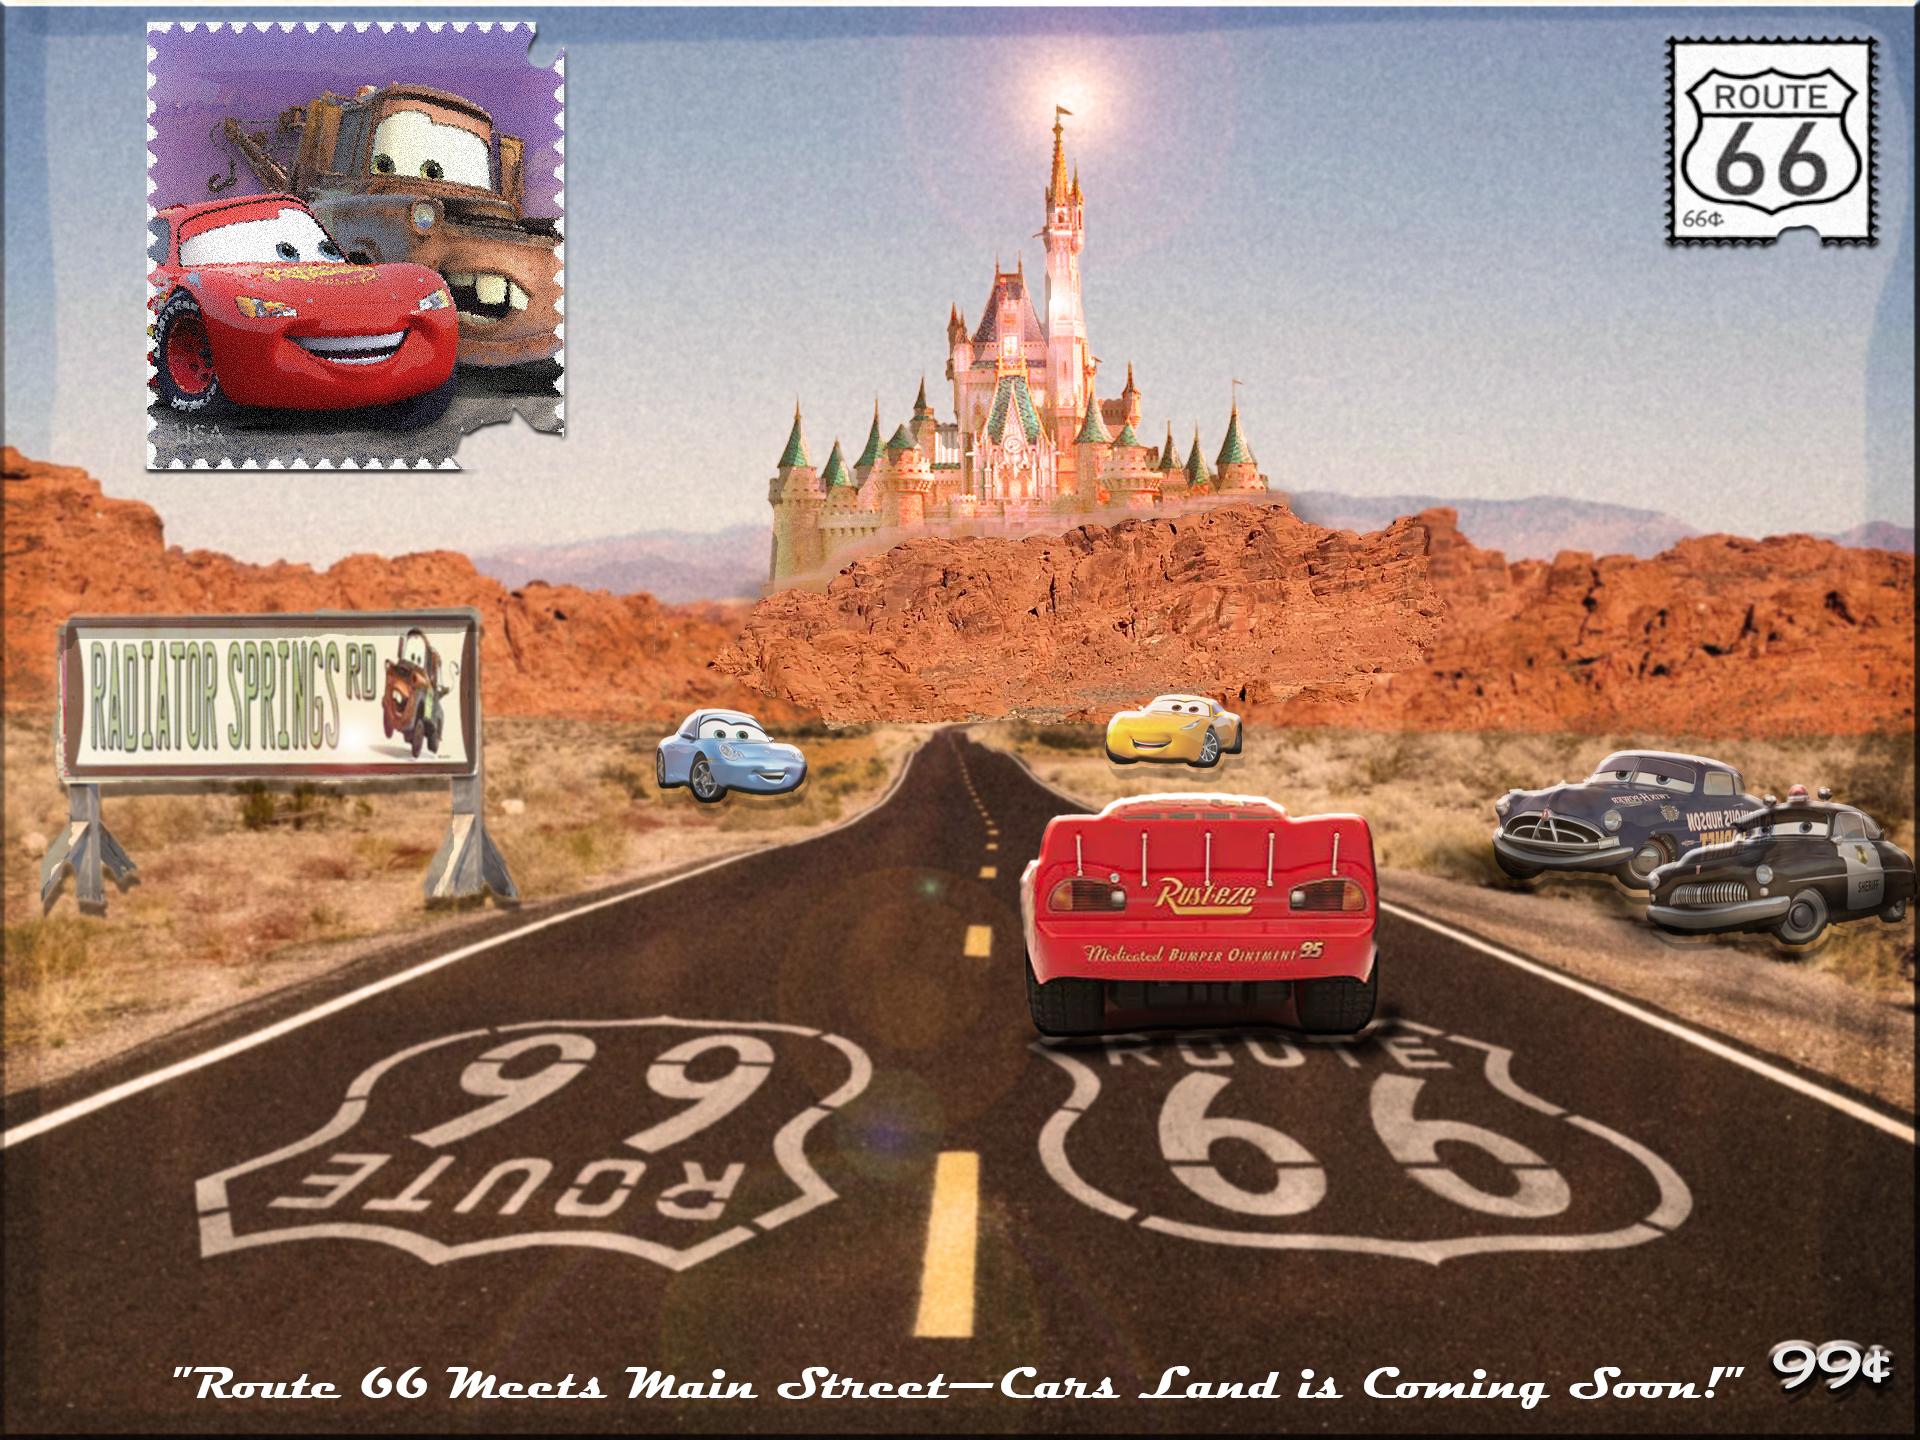 USA
ROUTE
66
66¢
RADIATOR SPRINGS RD
Rust-eze
Medicated BUMPER OINTMENT 95
SHERIFF
66
ROUTE
ROUTE
66
"Route 66 Meets Main Street—Cars Land is Coming Soon!"
99¢